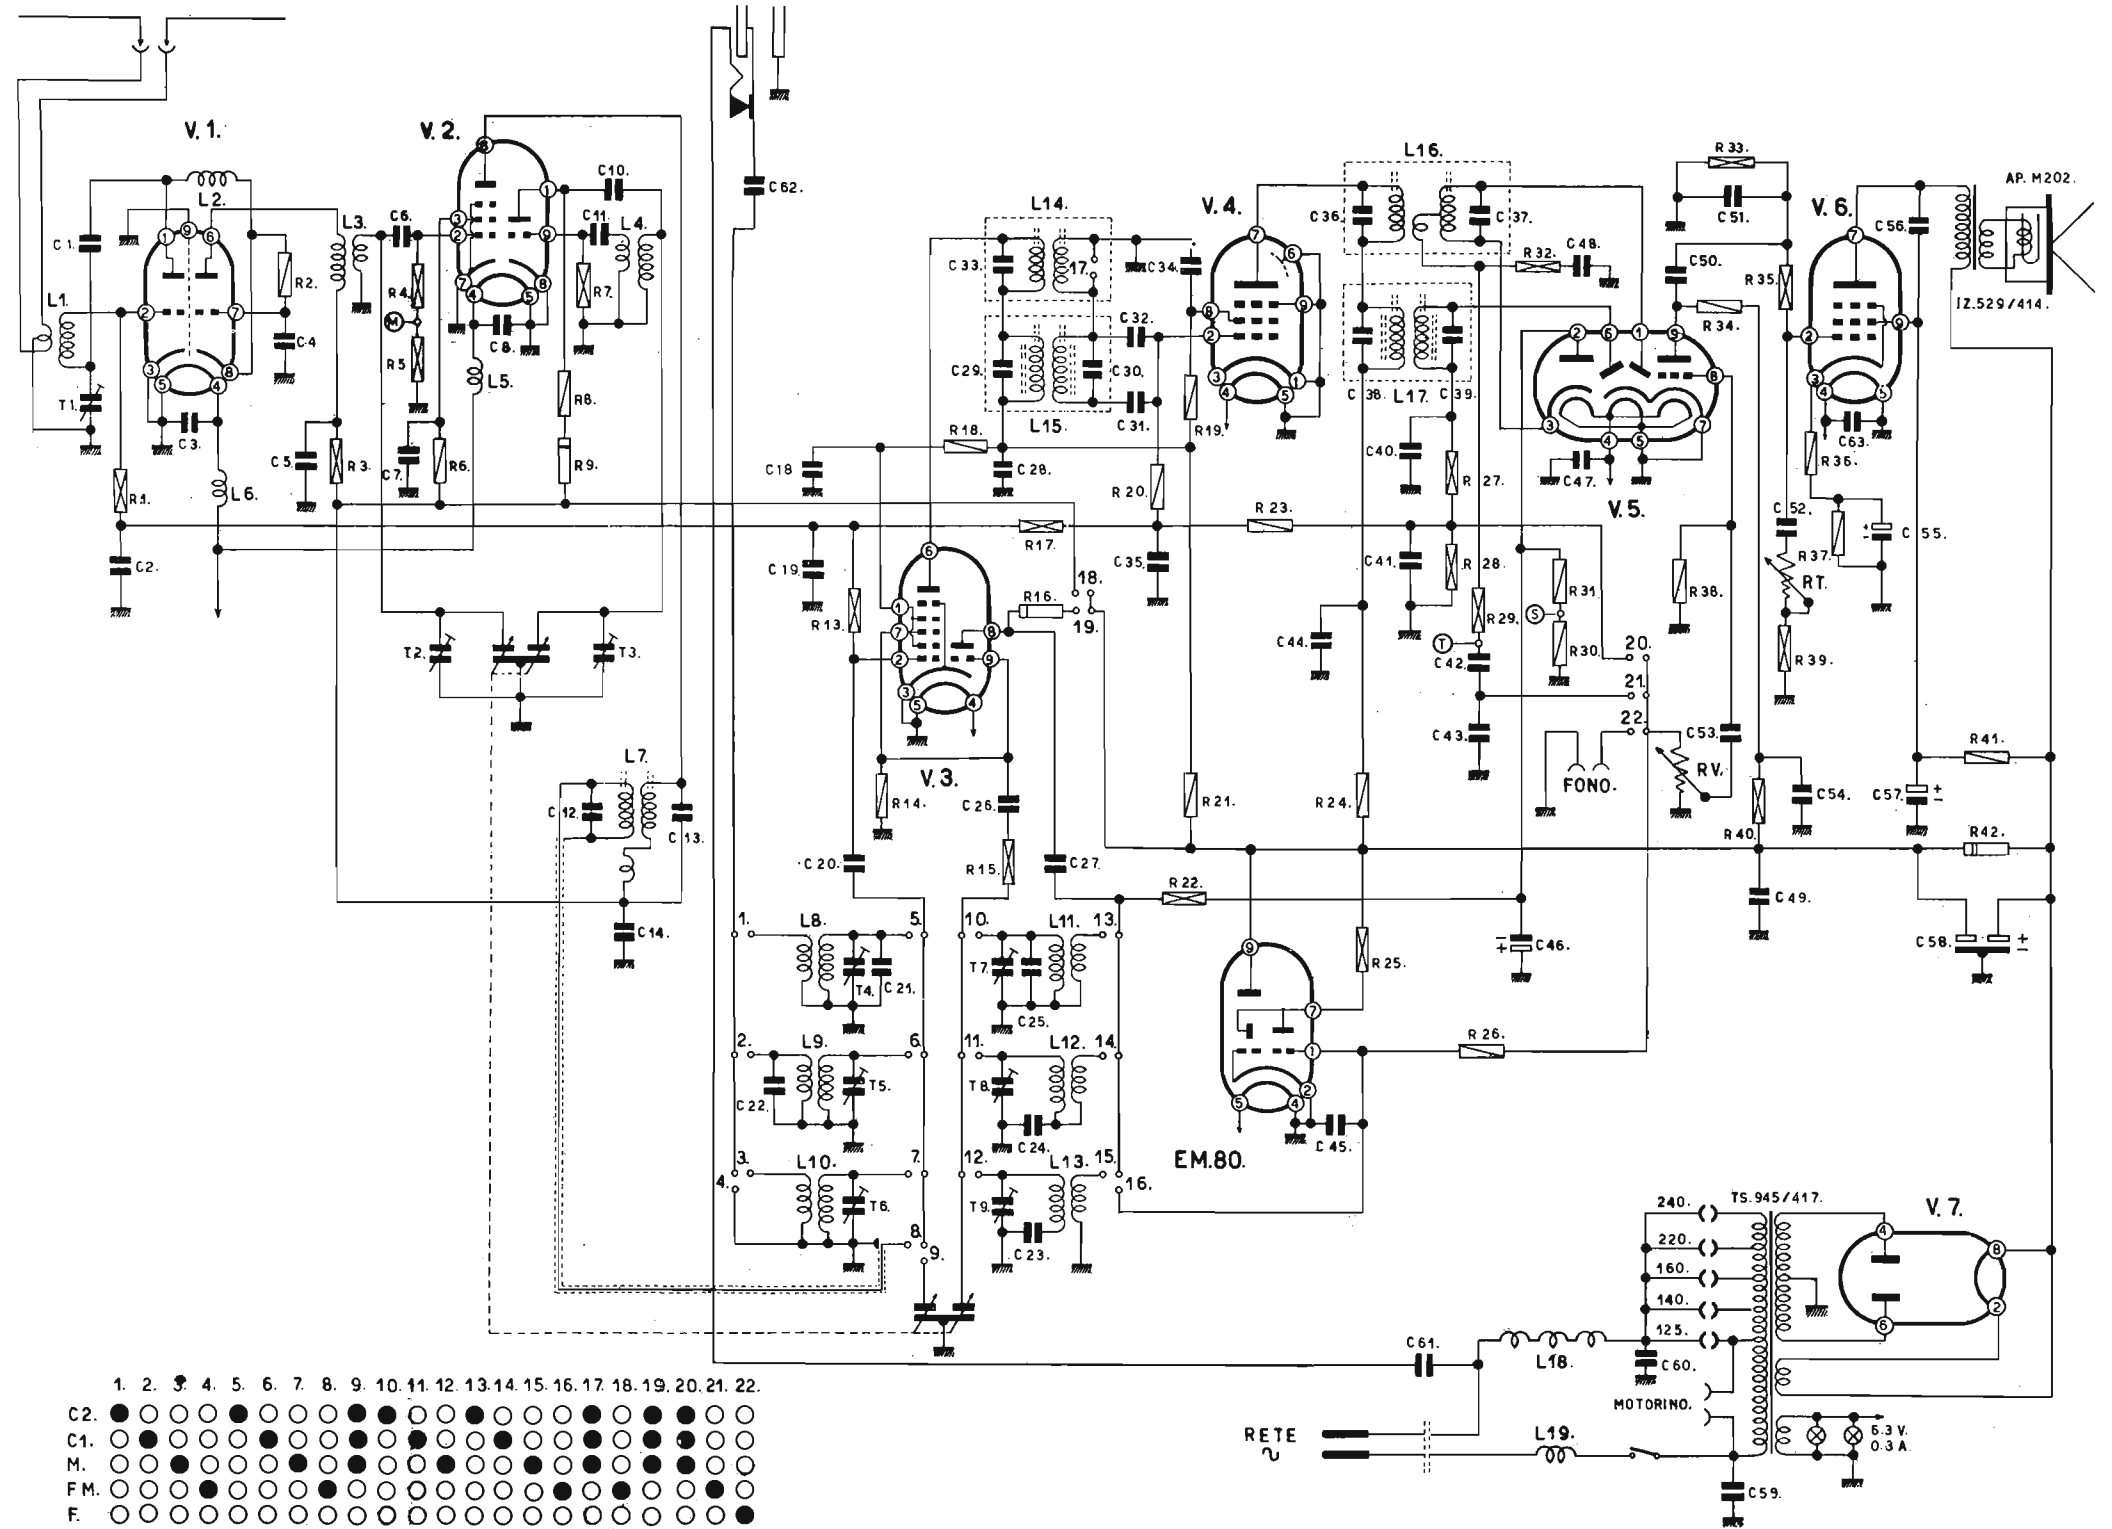 V.1.
V.2.
V.3.
V.4.
V.5.
V.6.
V.7.
EM.80.
L1.
L2.
L3.
L4.
L5.
L6.
L7.
L8.
L9.
L10.
L11.
L12.
L13.
L14.
L15.
L16.
L17.
L18.
L19.
C1.
C2.
C3.
C4
C5.
C6.
C7.
C8.
C10.
C11.
C12.
C13.
C14.
C18
C19.
C20.
C21.
C22.
C23.
C24.
C25.
C26.
C27.
C28.
C29.
C30.
C31.
C32.
C33.
C34.
C35.
C36.
C37.
C38.
C39.
C40.
C41.
C42.
C43.
C44.
C45.
C46.
C47.
C48.
C49.
C50.
C51.
C52.
C53.
C54.
C55.
C56.
C57.
C58.
C59.
C60.
C61.
C62.
C63.
R1.
R2.
R3.
R4.
R5.
R6.
R7.
R8.
R9.
R13.
R14.
R15.
R16.
R17.
R18.
R19.
R20.
R21.
R22.
R23.
R24.
R25.
R26.
R27.
R28.
R29.
R30.
R31.
R32.
R33.
R34.
R35.
R36.
R37.
R38.
R39.
R40.
R41.
R42.
RT.
RV.
T1.
T2.
T3.
T4.
T5.
T6.
T7.
T8.
T9.
M
S
T
1.
2.
3.
4.
5.
6.
7.
8.
9.
10.
11.
12.
13.
14.
15.
16.
17.
18.
19.
20.
21.
22.
FONO.
AP. M202.
TZ.529/414.
TS.945/417.
240.
220.
160.
140.
125.
MOTORINO.
6.3 V.
0.3 A.
RETE
1. 2. 3. 4. 5. 6. 7. 8. 9. 10. 11. 12. 13. 14. 15. 16. 17. 18. 19. 20. 21. 22.
C2.
C1.
M.
FM.
F.